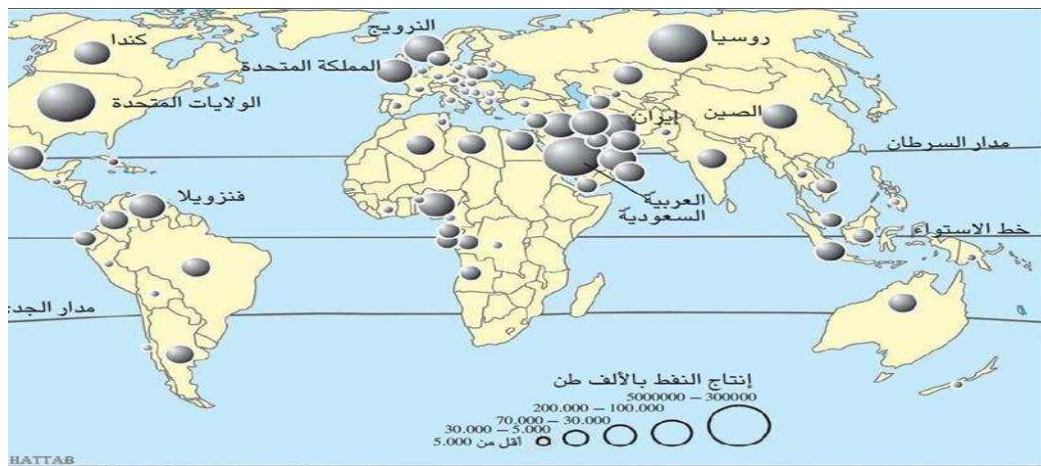 النرويج
كندا
روسيا
المملكة المتحدة
الولايات المتحدة
إيران
الصين
مدار السرطان
العربية
السعودية
فنزويلا
خط الاستواء
مدار الجد
إنتاج النفط بالألف طن
5000000 – 300000
200.000 – 100.000
70,000 – 30.000
30.000 – 5.000
أقل من 5.000
HATTAB